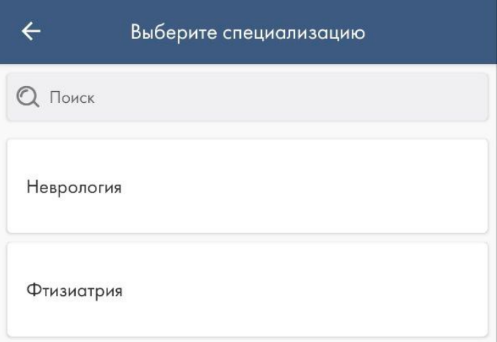 Выберите специализацию
Поиск
Неврология
Фтизиатрия